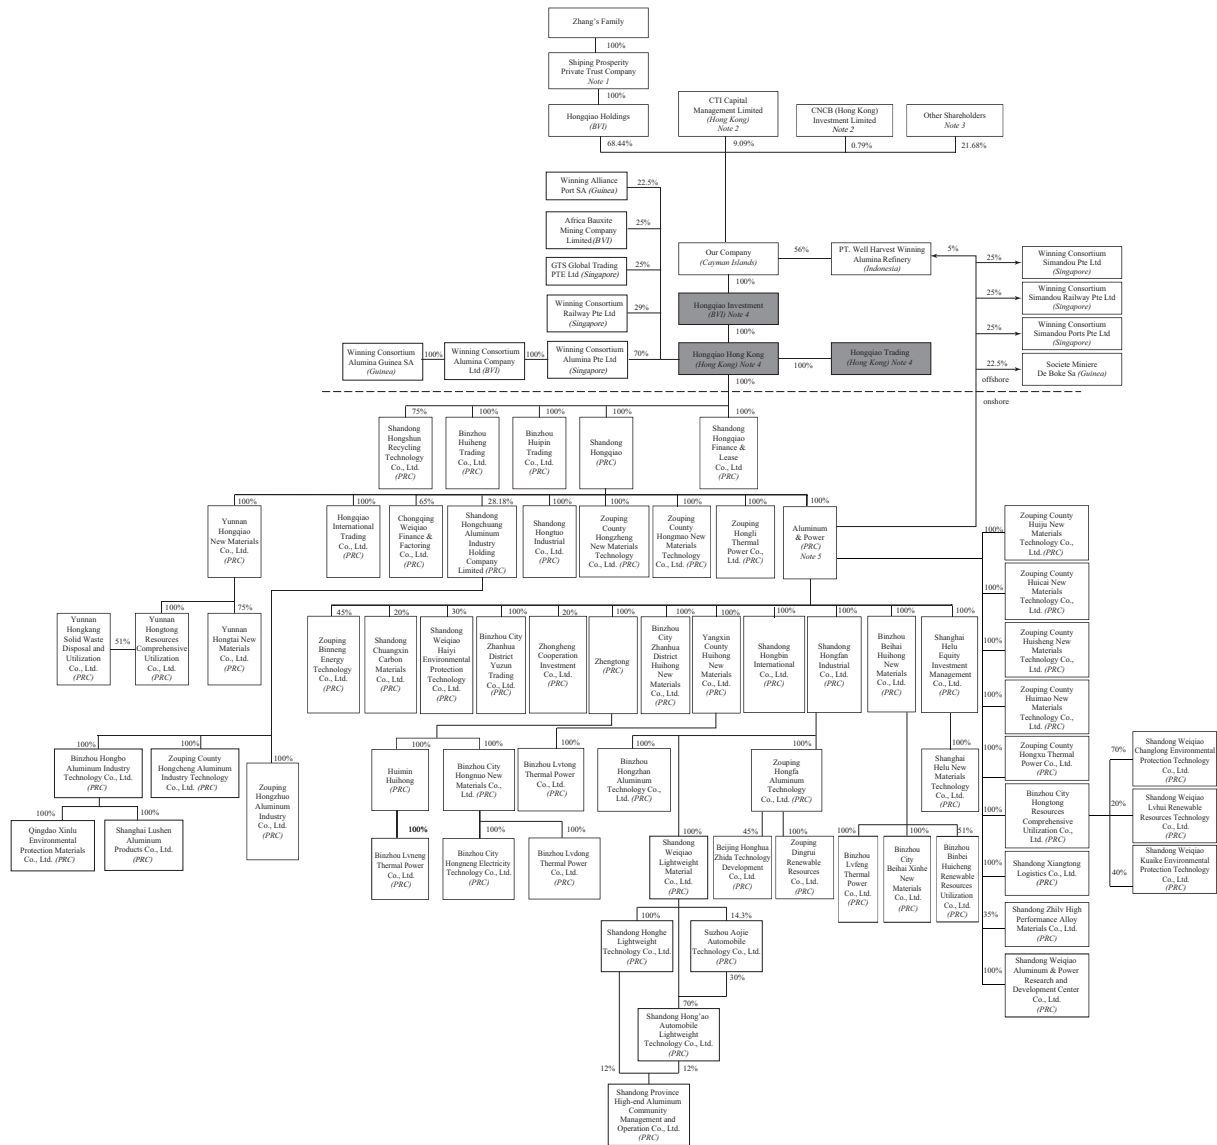 Zhang's Family
100%
Shiping Prosperity
Private Trust Company
Note 1
100%
Hongqiao Holdings
(BVI)
CTI Capital
Management Limited
(Hong Kong)
Note 2
CNCB (Hong Kong)
Investment Limited
Note 2
Other Shareholders
Note 3
68.44%
9.09%
0.79%
21.68%
Winning Alliance
Port SA (Guinea)
22.5%
Africa Bauxite
Mining Company
Limited (BVI)
25%
GTS Global Trading
PTE Ltd (Singapore)
25%
Winning Consortium
Railway Pte Ltd
(Singapore)
29%
Our Company
(Cayman Islands)
56%
PT. Well Harvest Winning
Alumina Refinery
(Indonesia)
5%
100%
Hongqiao Investment
(BVI) Note 4
100%
25%
Winning Consortium
Simandou Pte Ltd
(Singapore)
25%
Winning Consortium
Simandou Railway Pte Ltd
(Singapore)
25%
Winning Consortium
Simandou Ports Pte Ltd
(Singapore)
22.5%
Societe Miniere
De Boke Sa (Guinea)
Winning Consortium
Alumina Guinea SA
(Guinea)
100%
Winning Consortium
Alumina Company
Ltd (BVI)
100%
Winning Consortium
Alumina Pte Ltd
(Singapore)
70%
Hongqiao Hong Kong
(Hong Kong) Note 4
100%
Hongqiao Trading
(Hong Kong) Note 4
100%
offshore
onshore
75%
100%
100%
100%
100%
Shandong
Hongshun
Recycling
Technology
Co., Ltd.
(PRC)
Binzhou
Huiheng
Trading
Co., Ltd.
(PRC)
Binzhou
Huipin
Trading
Co., Ltd.
(PRC)
Shandong
Hongqiao
(PRC)
Shandong
Hongqiao
Finance &
Lease
Co., Ltd
(PRC)
100%
100%
65%
28.18%
100%
100%
100%
100%
100%
Yunnan
Hongqiao
New Materials
Co., Ltd.
(PRC)
Hongqiao
International
Trading
Co., Ltd.
(PRC)
Chongqing
Weiqiao
Finance &
Factoring
Co., Ltd.
(PRC)
Shandong
Hongchuang
Aluminum
Industry
Holding
Company
Limited (PRC)
Shandong
Hongtuo
Industrial
Co., Ltd.
(PRC)
Zouping
County
Hongzheng
New Materials
Technology
Co., Ltd. (PRC)
Zouping
County
Hongmao New
Materials
Technology
Co., Ltd. (PRC)
Zouping
Hongli
Thermal
Power Co., Ltd.
(PRC)
Aluminum
& Power
(PRC)
Note 5
100%
Zouping County
Huiju New
Materials
Technology Co.,
Ltd. (PRC)
100%
Zouping County
Huicai New
Materials
Technology Co.,
Ltd. (PRC)
100%
Zouping County
Huisheng New
Materials
Technology Co.,
Ltd. (PRC)
100%
Zouping County
Huimao New
Materials
Technology Co.,
Ltd. (PRC)
100%
Zouping County
Hongxu Thermal
Power Co., Ltd.
(PRC)
100%
Binzhou City
Hongtong
Resources
Comprehensive
Utilization Co.,
Ltd. (PRC)
100%
Shandong Xiangtong
Logistics Co., Ltd.
(PRC)
35%
Shandong Zhilv High
Performance Alloy
Materials Co., Ltd.
(PRC)
100%
Shandong Weiqiao
Aluminum & Power
Research and
Development Center
Co., Ltd.
(PRC)
70%
Shandong Weiqiao
Changlong Environmental
Protection Technology
Co., Ltd. (PRC)
20%
Shandong Weiqiao
Lvhui Renewable
Resources Technology
Co., Ltd. (PRC)
40%
Shandong Weiqiao
Kuaike Environmental
Protection Technology
Co., Ltd.(PRC)
Yunnan
Hongkang
Solid Waste
Disposal and
Utilization Co.,
Ltd. (PRC)
51%
100%
Yunnan
Hongtong
Resources
Comprehensive
Utilization Co.,
Ltd. (PRC)
75%
Yunnan
Hongtai New
Materials
Co., Ltd.
(PRC)
45%
20%
30%
100%
20%
100%
100%
100%
100%
100%
100%
100%
Zouping
Binneng
Energy
Technology
Co., Ltd.
(PRC)
Shandong
Chuangxin
Carbon
Materials
Co., Ltd.
(PRC)
Shandong
Weiqiao
Haiyi
Environmental
Protection
Technology
Co., Ltd.
(PRC)
Binzhou City
Zhanhua
District
Yuzun
Trading Co.,
Ltd.
(PRC)
Zhongheng
Cooperation
Investment
Co., Ltd.
(PRC)
Zhengtong
(PRC)
Binzhou
City
Zhanhua
District
Huihong
New
Materials
Co., Ltd.
(PRC)
Yangxin
County
Huihong
New
Materials
Co., Ltd.
(PRC)
Shandong
Hongbin
International
Co., Ltd.
(PRC)
Shandong
Hongfan
Industrial
Co., Ltd.
(PRC)
Binzhou
Beihai
Huihong
New
Materials
Co., Ltd.
(PRC)
Shanghai
Helu
Equity
Investment
Management
Co., Ltd.
(PRC)
100%
100%
100%
Binzhou Hongbo
Aluminum Industry
Technology Co., Ltd.
(PRC)
Zouping County
Hongcheng Aluminum
Industry Technology
Co., Ltd. (PRC)
Zouping
Hongzhuo
Aluminum
Industry
Co., Ltd.
(PRC)
100%
100%
Qingdao Xinlu
Environmental
Protection Materials
Co., Ltd. (PRC)
Shanghai Lushen
Aluminum
Products Co., Ltd.
(PRC)
100%
100%
100%
100%
100%
100%
Huimin
Huihong
(PRC)
Binzhou City
Hongnuo New
Materials Co.,
Ltd. (PRC)
Binzhou Lvtong
Thermal Power
Co., Ltd.
(PRC)
Binzhou
Hongzhan
Aluminum
Technology Co.,
Ltd. (PRC)
Zouping
Hongfa
Aluminum
Technology
Co., Ltd.
(PRC)
Shanghai
Helu New
Materials
Technology
Co., Ltd.
(PRC)
100%
100%
100%
100%
45%
100%
100%
100%
51%
Binzhou Lvneng
Thermal Power
Co., Ltd.
(PRC)
Binzhou City
Hongneng Electricity
Technology Co., Ltd.
(PRC)
Binzhou Lvdong
Thermal Power
Co., Ltd.
(PRC)
Shandong
Weiqiao
Lightweight
Material
Co., Ltd.
(PRC)
Beijing Honghua
Zhida Technology
Development
Co., Ltd.
(PRC)
Zouping
Dingrui
Renewable
Resources
Co., Ltd.
(PRC)
Binzhou
Lvfeng
Thermal
Power
Co., Ltd.
(PRC)
Binzhou
City
Beihai Xinhe
New
Materials
Co., Ltd.
(PRC)
Binzhou
Binbei
Huicheng
Renewable
Resources
Utilization
Co., Ltd.
(PRC)
100%
14.3%
Shandong Honghe
Lightweight
Technology Co., Ltd.
(PRC)
Suzhou Aojie
Automobile
Technology Co., Ltd.
(PRC)
30%
70%
Shandong Hong'ao
Automobile
Lightweight
Technology Co., Ltd.
(PRC)
12%
12%
Shandong Province
High-end Aluminum
Community
Management and
Operation Co., Ltd.
(PRC)